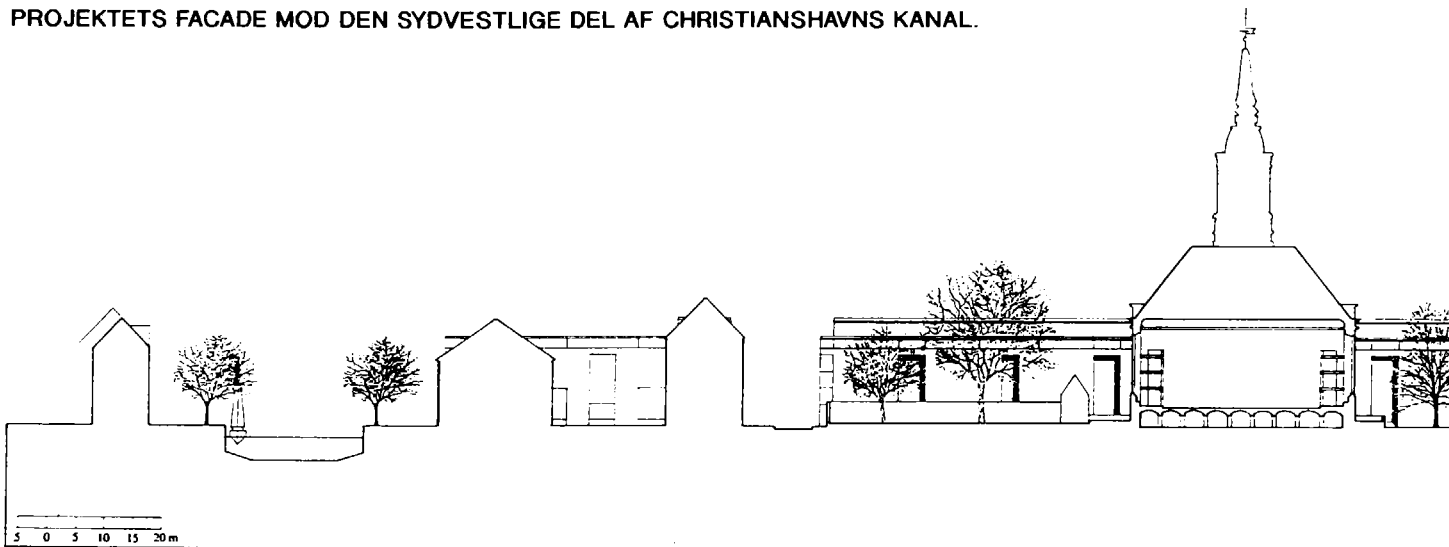 PROJEKTETS FACADE MOD DEN SYDVESTLIGE DEL AF CHRISTIANSHAVNS KANAL.
5 0 5 10 15 20 m